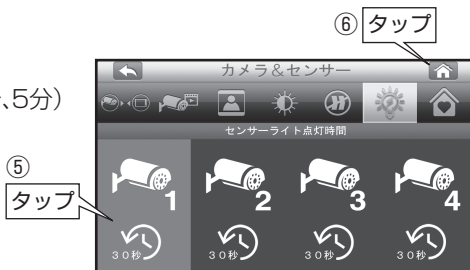 ⑥ タップ
カメラ&センサー
、5分)
センサーライト点灯時間
⑤
タップ
1 2 3 4
30秒 30秒 30秒 30秒